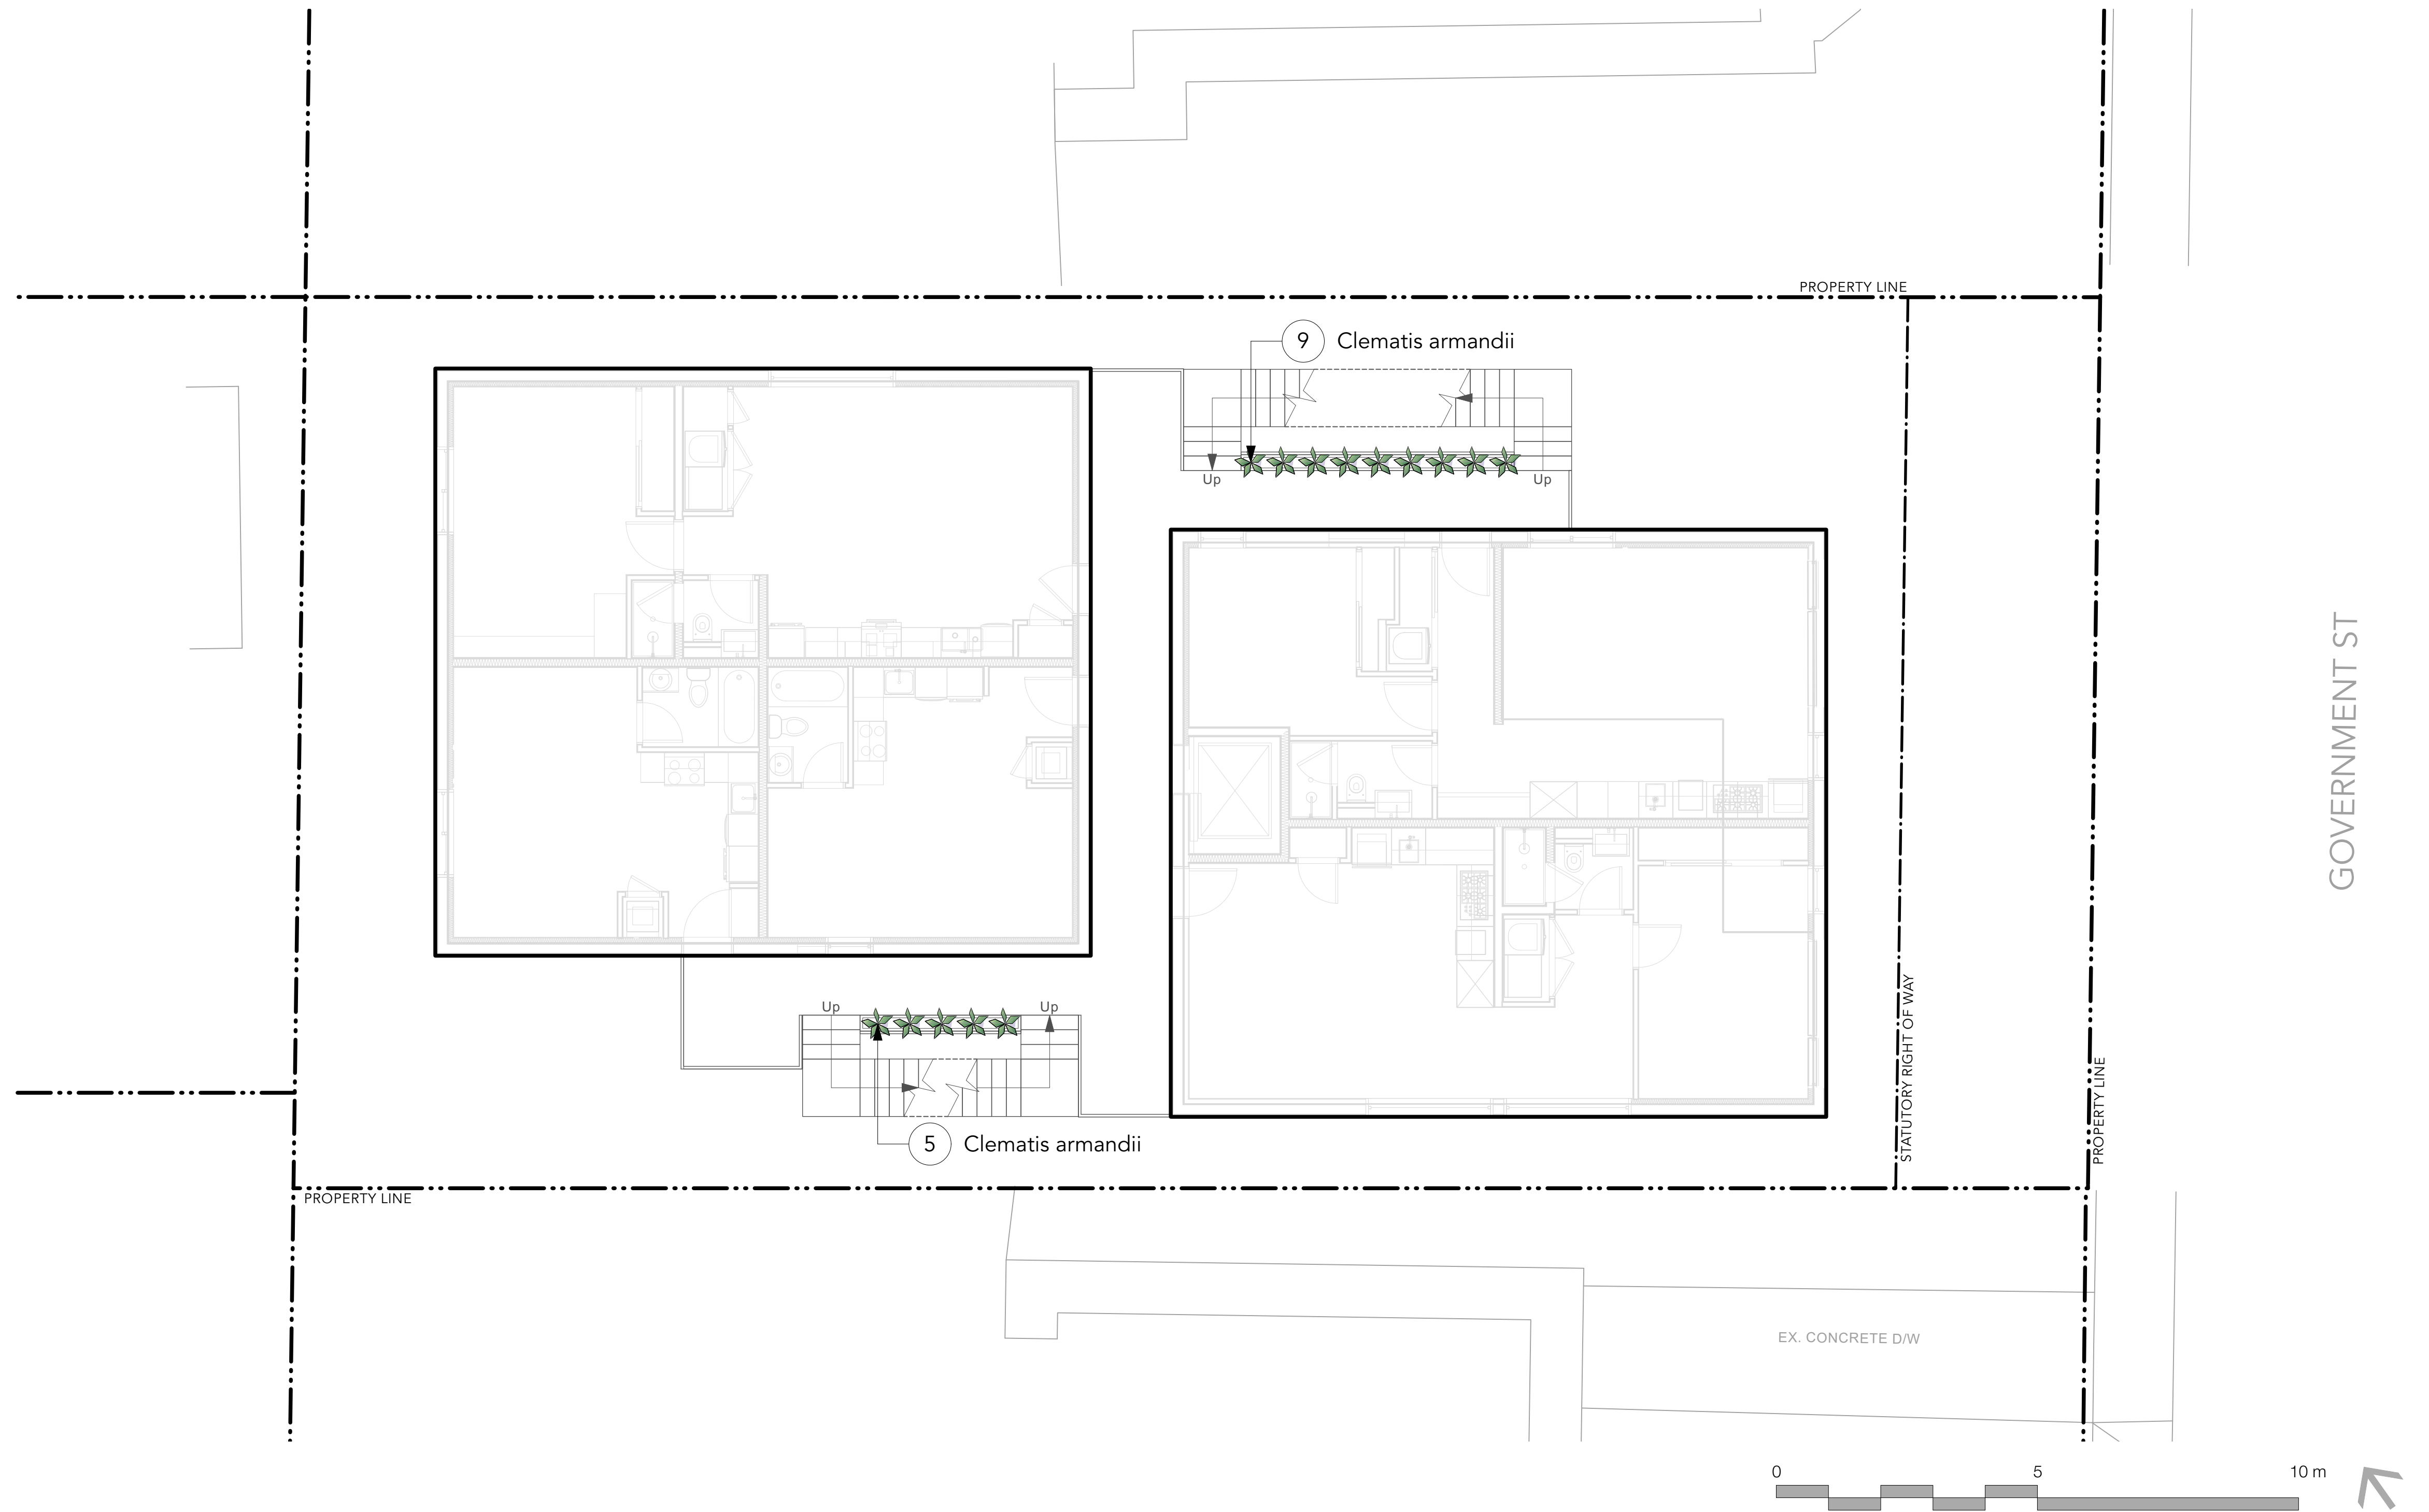 PROPERTY LINE
9 Clematis armandii
Up
Up
GOVERNMENT ST
STATUTORY RIGHT OF WAY
PROPERTY LINE
Up
Up
5 Clematis armandii
PROPERTY LINE
EX. CONCRETE D/W
0 5 10 m